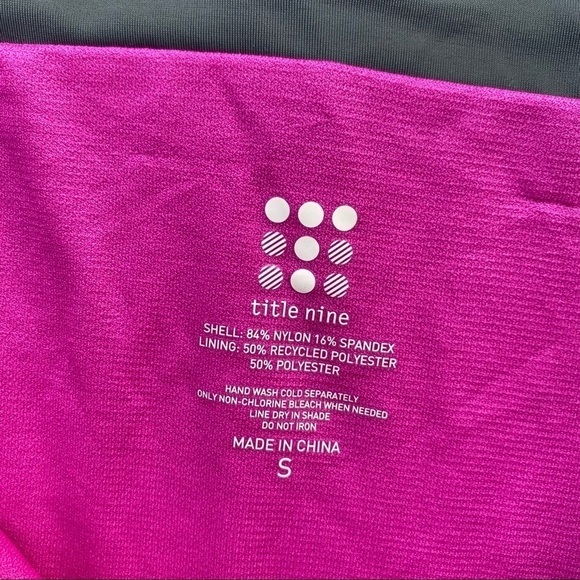 title nine
SHELL: 84% NYLON 16% SPANDEX
LINING: 50% RECYCLED POLYESTER
50% POLYESTER
HAND WASH COLD SEPARATELY
ONLY NON-CHLORINE BLEACH WHEN NEEDED
LINE DRY IN SHADE
DO NOT IRON
MADE IN CHINA
S